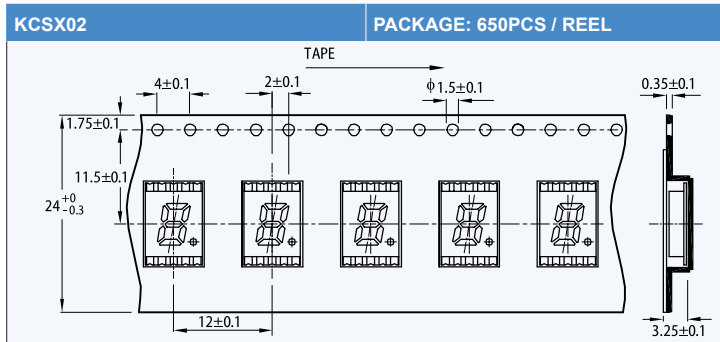 KCSX02
PACKAGE: 650PCS / REEL
TAPE
4±0.1
2±0.1
ϕ1.5±0.1
0.35±0.1
1.75±0.1
11.5±0.1
24 +0 -0.3
12±0.1
3.25±0.1